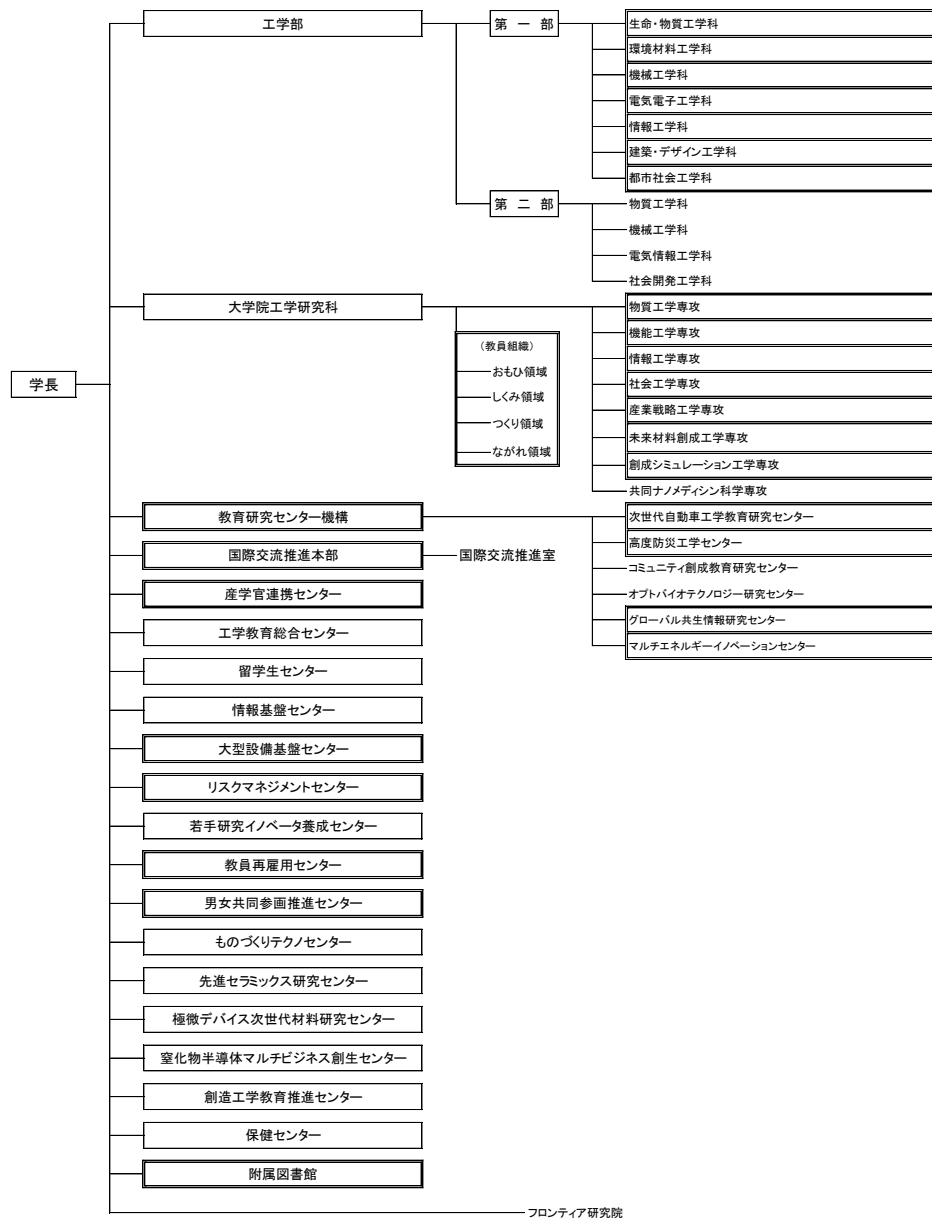 工学部
第 一 部
生命・物質工学科
環境材料工学科
機械工学科
電気電子工学科
情報工学科
建築・デザイン工学科
都市社会工学科
第 二 部
物質工学科
機械工学科
電気情報工学科
社会開発工学科
大学院工学研究科
(教員組織)
おもひ領域
しくみ領域
つくり領域
ながれ領域
物質工学専攻
機能工学専攻
情報工学専攻
社会工学専攻
産業戦略工学専攻
未来材料創成工学専攻
創成シミュレーション工学専攻
共同ナノメディシン科学専攻
学長
教育研究センター機構
次世代自動車工学教育研究センター
高度防災工学センター
コミュニティ創成教育研究センター
オプトバイオテクノロジー研究センター
グローバル共生情報研究センター
マルチエネルギーイノベーションセンター
国際交流推進本部
国際交流推進室
産学官連携センター
工学教育総合センター
留学生センター
情報基盤センター
大型設備基盤センター
リスクマネジメントセンター
若手研究イノベータ養成センター
教員再雇用センター
男女共同参画推進センター
ものづくりテクノセンター
先進セラミックス研究センター
極微デバイス次世代材料研究センター
窒化物半導体マルチビジネス創生センター
創造工学教育推進センター
保健センター
附属図書館
フロンティア研究院